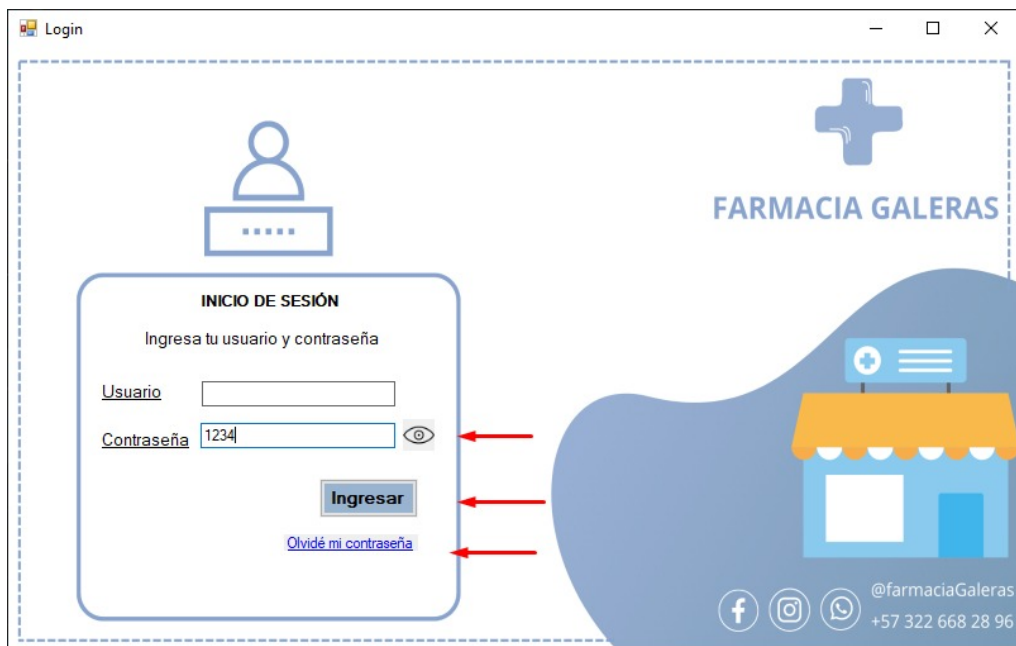 Login
FARMACIA GALERAS
INICIO DE SESIÓN
Ingresa tu usuario y contraseña
Usuario
Contraseña 1234
Ingresar
Olvidé mi contraseña
@farmaciaGaleras
+57 322 668 28 96